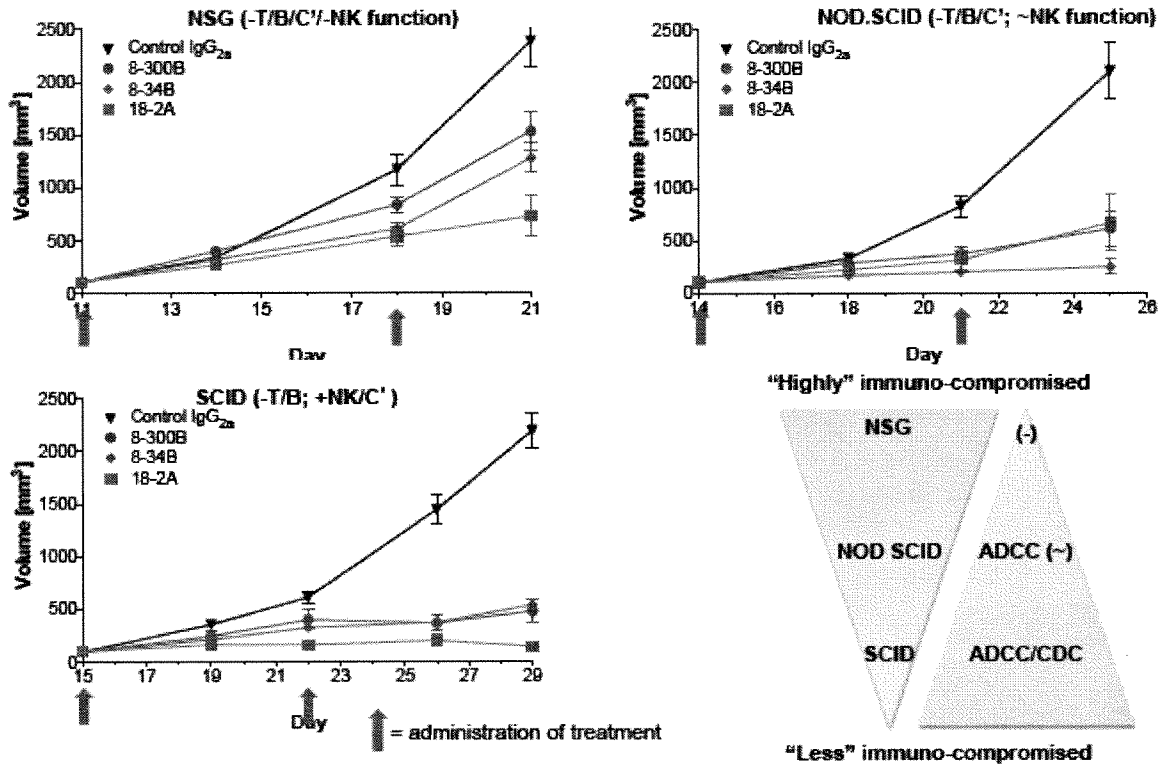 NSG (-T/B/C'/-NK function)
Control IgG2a
8-300B
8-34B
18-2A
Volume [mm3]
2500
2000
1500
1000
500
0
11 13 15 17 19 21
Day
NOD.SCID (-T/B/C'; ~NK function)
Control IgG2a
8-300B
8-34B
18-2A
Volume [mm3]
2500
2000
1500
1000
500
0
14 16 18 20 22 24 26
Day
SCID (-T/B; +NK/C' )
Control IgG2a
8-300B
8-34B
18-2A
Volume [mm3]
2500
2000
1500
1000
500
0
15 17 19 21 23 25 27 29
Day
= administration of treatment
"Highly" immuno-compromised
NSG (-)
NOD SCID ADCC (~)
SCID ADCC/CDC
"Less" immuno-compromised